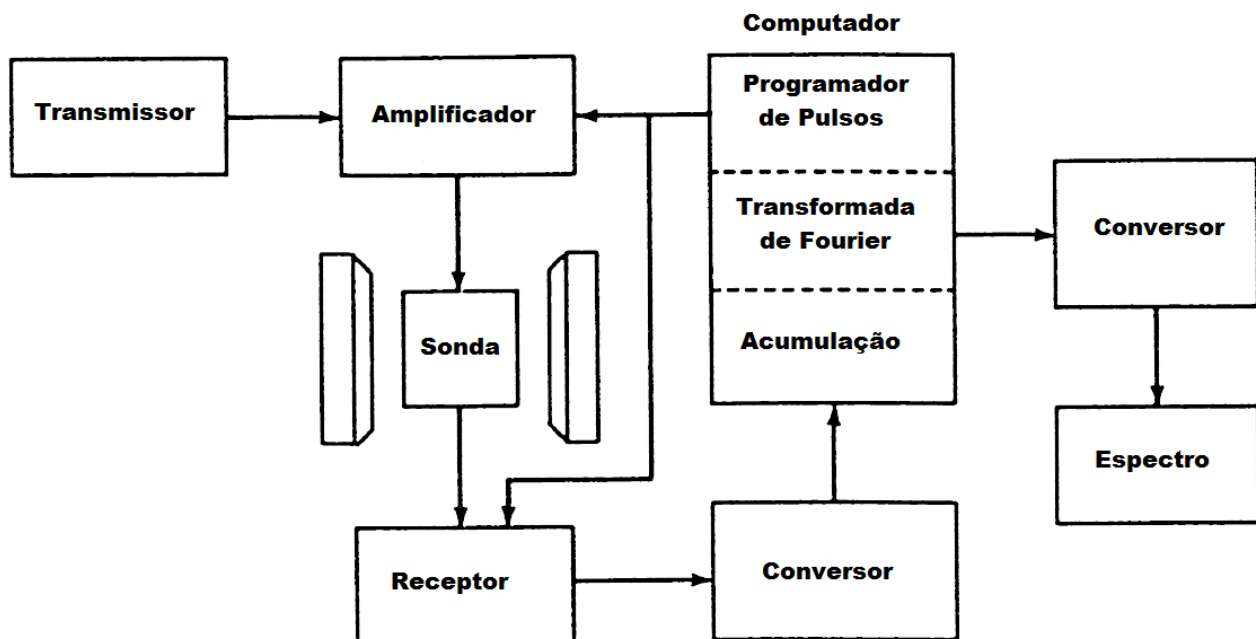 Computador
Transmissor
Amplificador
Programador
de Pulsos
Transformada
de Fourier
Conversor
Acumulação
Sonda
Espectro
Receptor
Conversor